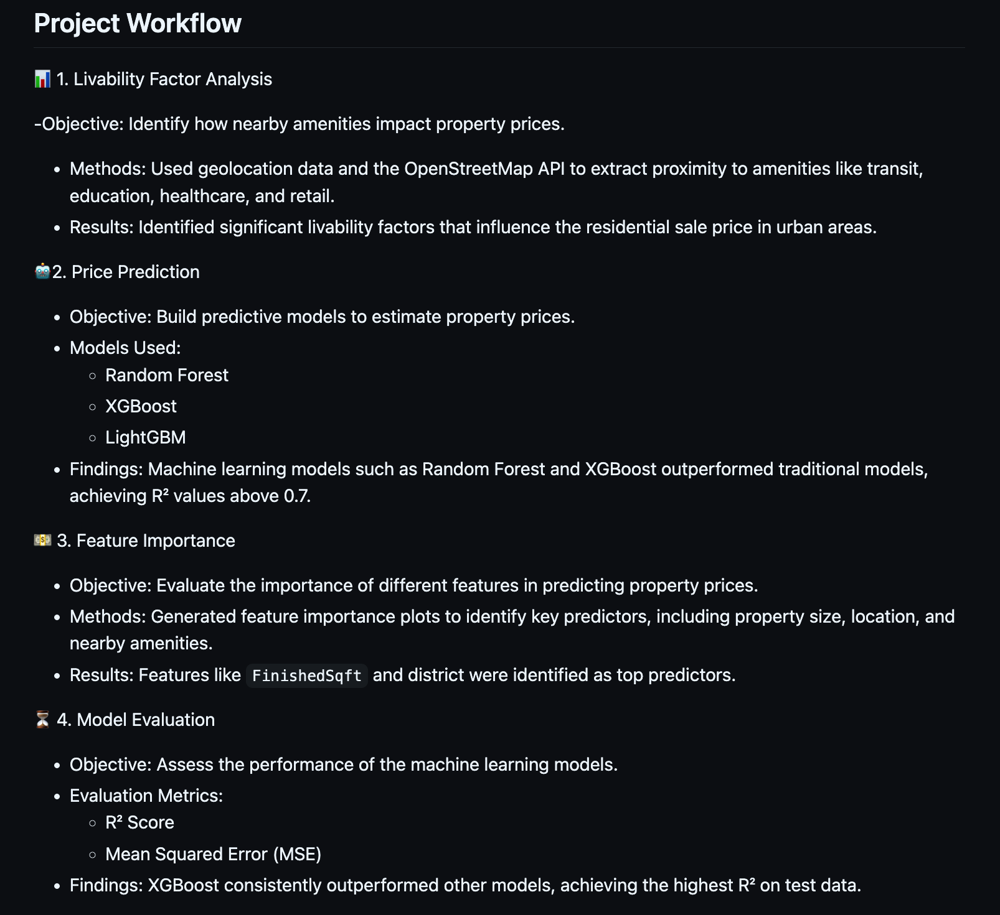 Project Workflow
📊 1. Livability Factor Analysis
-Objective: Identify how nearby amenities impact property prices.
• Methods: Used geolocation data and the OpenStreetMap API to extract proximity to amenities like transit,
education, healthcare, and retail.
• Results: Identified significant livability factors that influence the residential sale price in urban areas.
🤖2. Price Prediction
• Objective: Build predictive models to estimate property prices.
• Models Used:
◦ Random Forest
◦ XGBoost
◦ LightGBM
• Findings: Machine learning models such as Random Forest and XGBoost outperformed traditional models,
achieving R² values above 0.7.
💵 3. Feature Importance
• Objective: Evaluate the importance of different features in predicting property prices.
• Methods: Generated feature importance plots to identify key predictors, including property size, location, and
nearby amenities.
• Results: Features like FinishedSqft and district were identified as top predictors.
⏳ 4. Model Evaluation
• Objective: Assess the performance of the machine learning models.
• Evaluation Metrics:
◦ R² Score
◦ Mean Squared Error (MSE)
• Findings: XGBoost consistently outperformed other models, achieving the highest R² on test data.